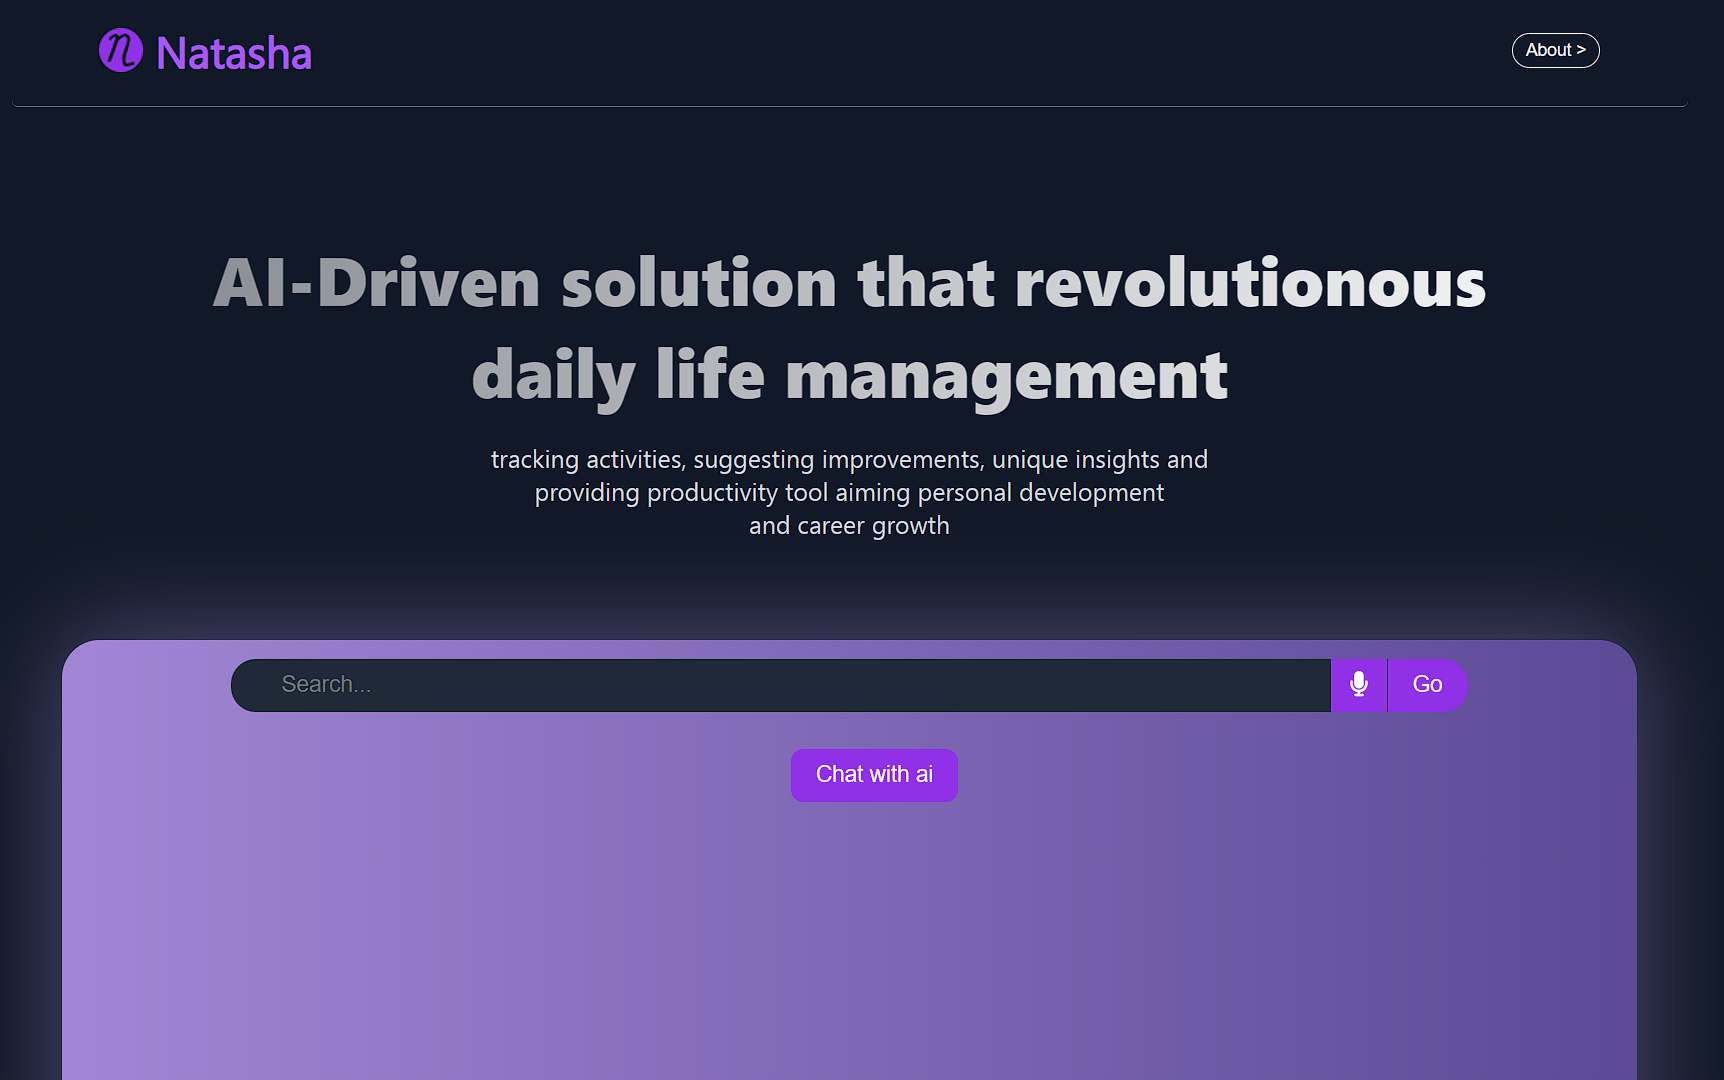 n Natasha
About >
AI-Driven solution that revolutionous
daily life management
tracking activities, suggesting improvements, unique insights and
providing productivity tool aiming personal development
and career growth
Search...
Go
Chat with ai